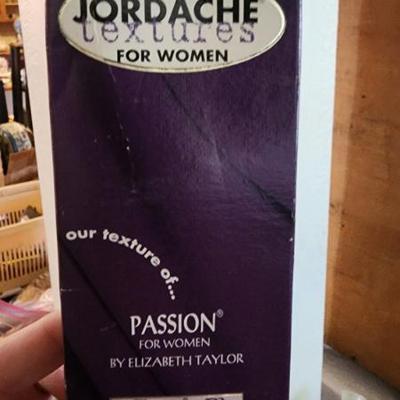 JORDACHE
textures
FOR WOMEN
our texture of...
PASSION®
FOR WOMEN
BY ELIZABETH TAYLOR